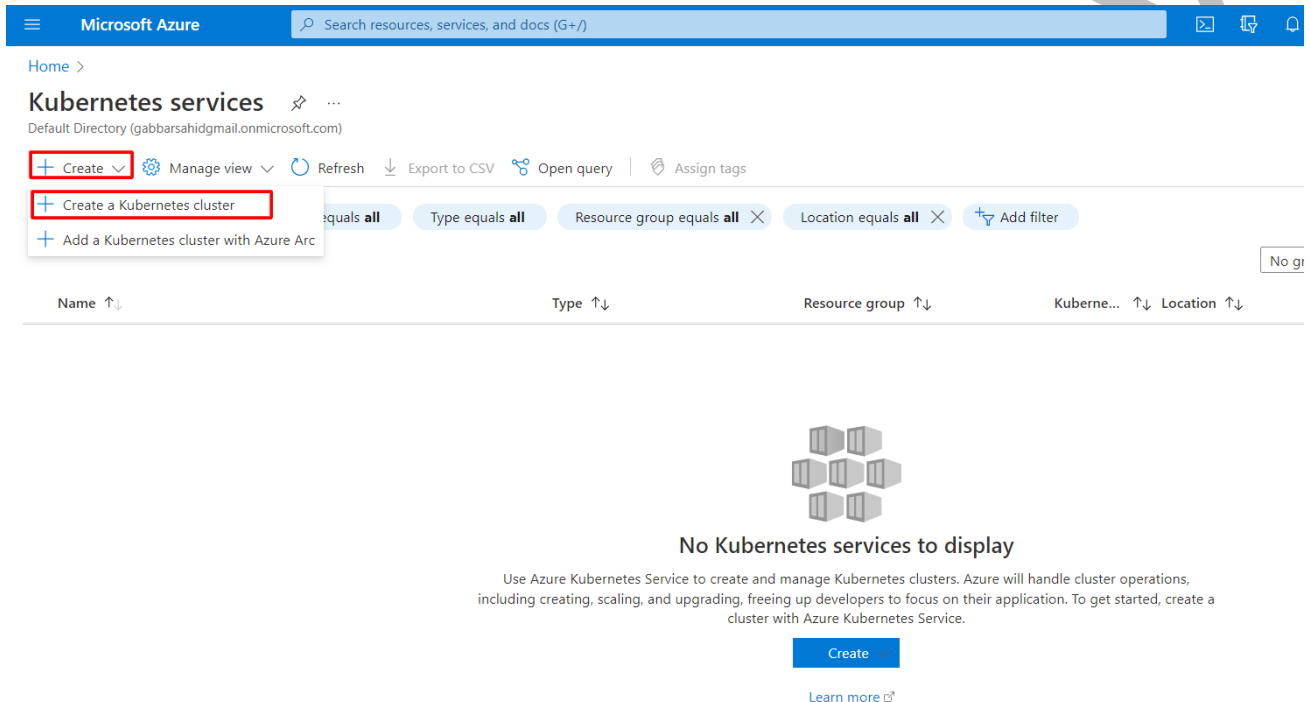 Microsoft Azure
Search resources, services, and docs (G+/)
Home >
Kubernetes services
Default Directory (gabbarsahidgmail.onmicrosoft.com)
Create Manage view Refresh Export to CSV Open query Assign tags
Create a Kubernetes cluster
equals all Type equals all Resource group equals all Location equals all Add filter
Add a Kubernetes cluster with Azure Arc
No
Name Type Resource group Kuberne... Location
No Kubernetes services to display
Use Azure Kubernetes Service to create and manage Kubernetes clusters. Azure will handle cluster operations,
including creating, scaling, and upgrading, freeing up developers to focus on their application. To get started, create a
cluster with Azure Kubernetes Service.
Create
Learn more